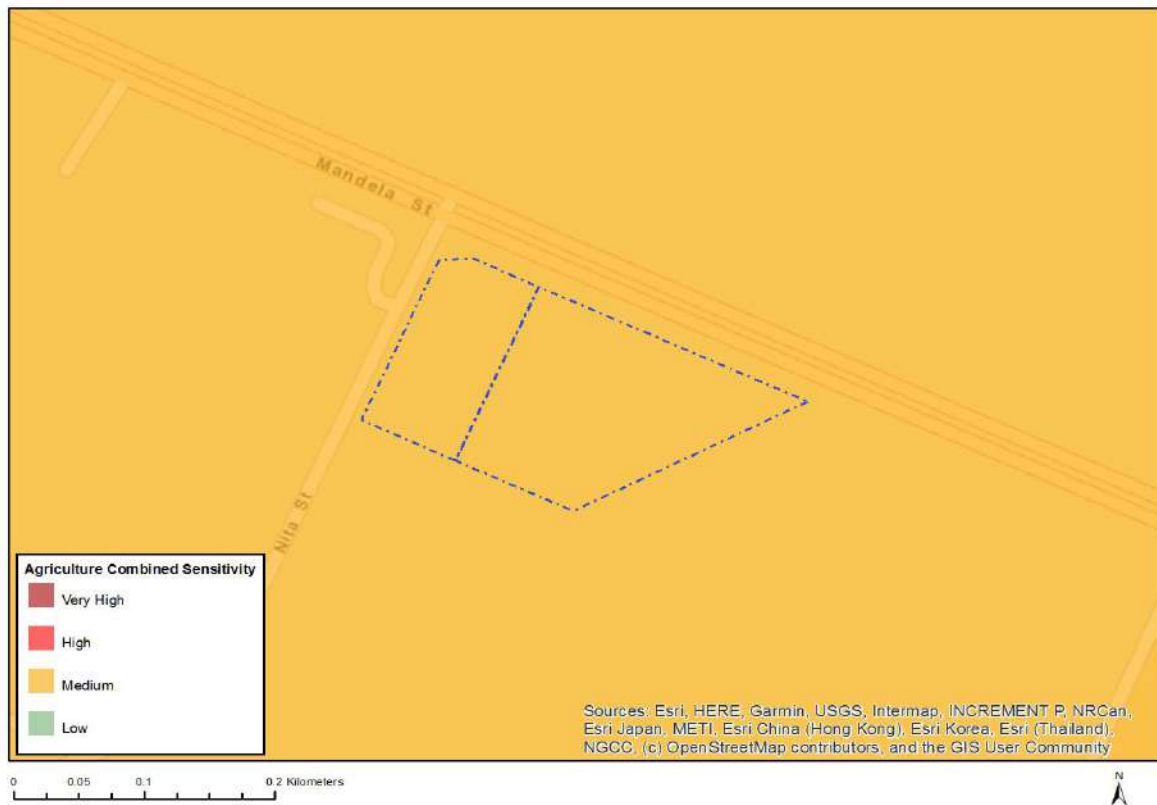 Mandela St
Nita St
Agriculture Combined Sensitivity
Very High
High
Medium
Low
Sources: Esri, HERE, Garmin, USGS, Intermap, INCREMENT P, NRCan,
Esri Japan, METI, Esri China (Hong Kong), Esri Korea, Esri (Thailand),
NGCC, (c) OpenStreetMap contributors, and the GIS User Community
0 0.05 0.1 0.2 Kilometers
N